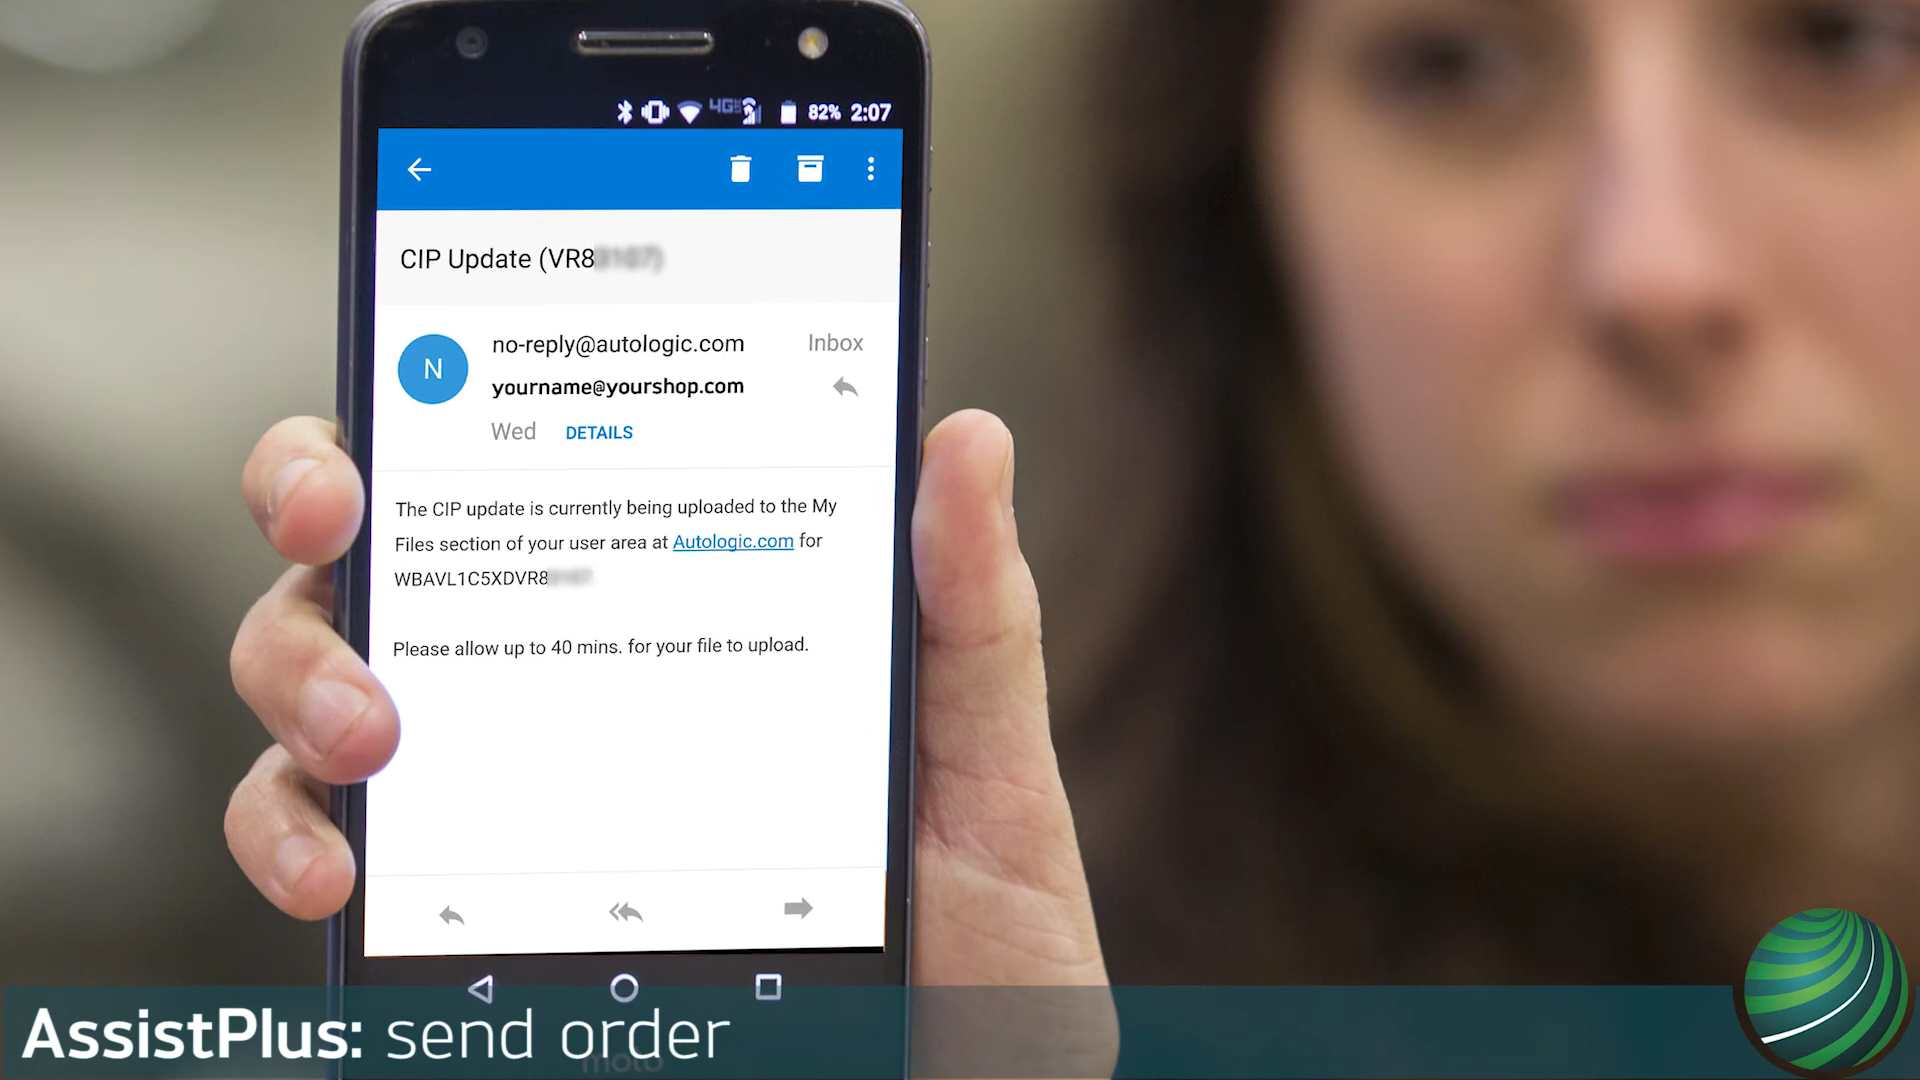 82% 2:07
CIP Update (VR8
N
no-reply@autologic.com
Inbox
yourname@yourshop.com
Wed DETAILS
The CIP update is currently being uploaded to the My
Files section of your user area at Autologic.com for
WBAVL1C5XDVR8
Please allow up to 40 mins. for your file to upload.
AssistPlus: send order
moto